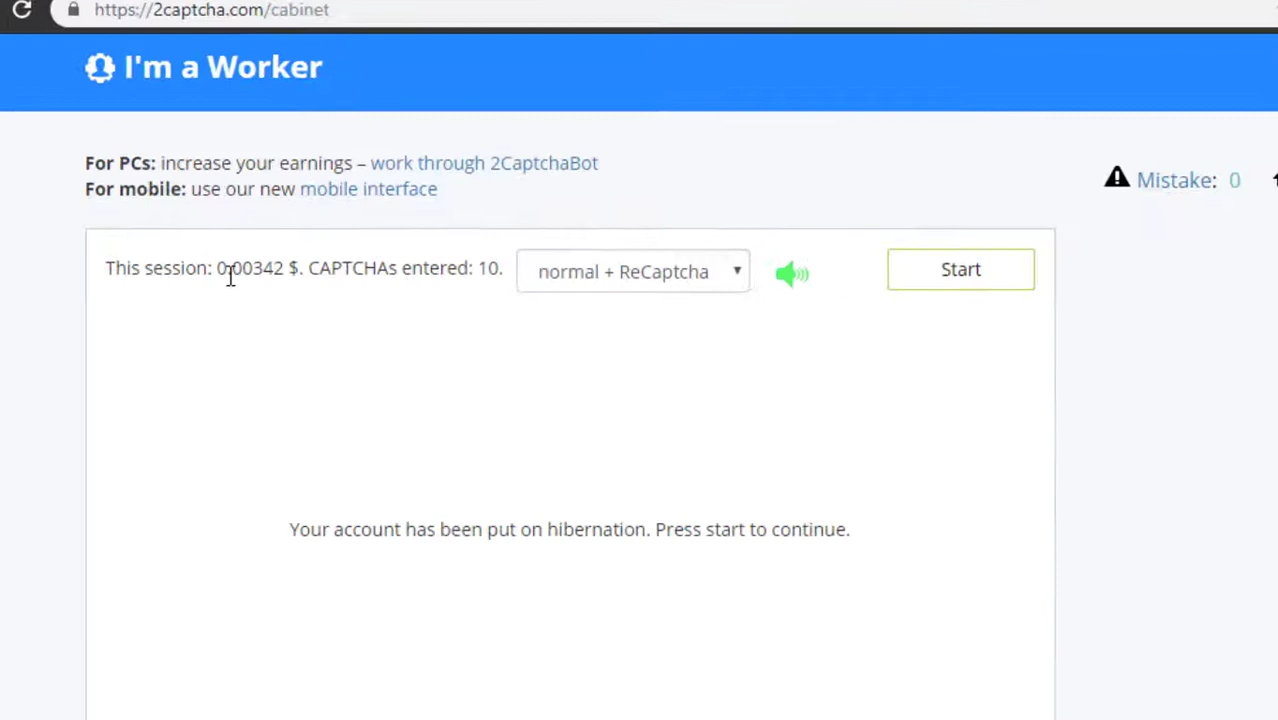 https://2captcha.com/cabinet
I'm a Worker
For PCs: increase your earnings – work through 2CaptchaBot
For mobile: use our new mobile interface
Mistake: 0
This session: 0.00342 $. CAPTCHAs entered: 10.
normal + ReCaptcha
Start
Your account has been put on hibernation. Press start to continue.